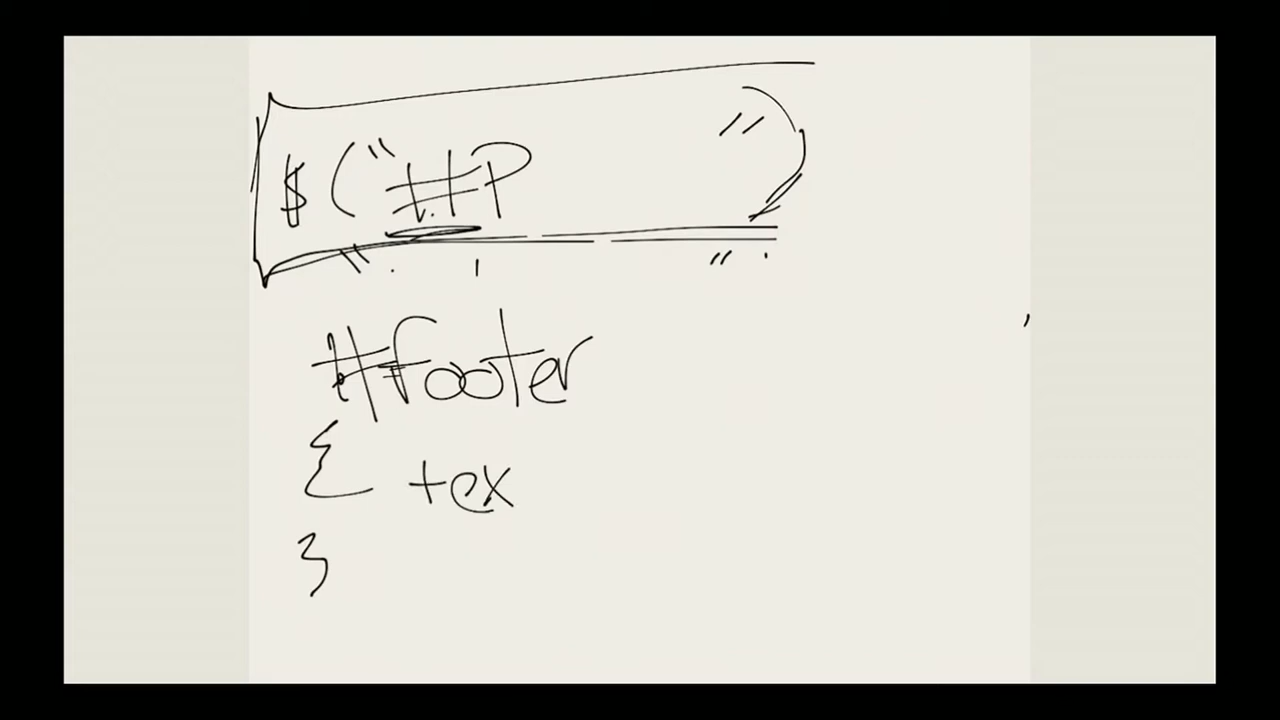 $("#P ")
" . ' " .
#footer
{ tex
}